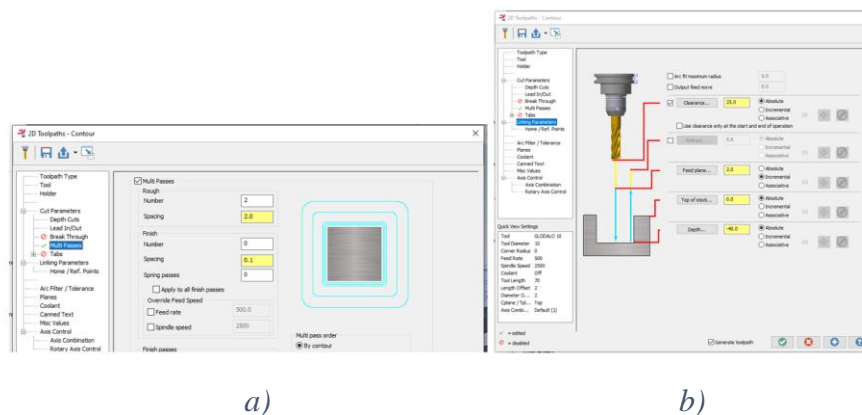 2D Toolpaths - Contour
Toolpath Type
Tool
Holder
Cut Parameters
Depth Cuts
Lead In/Out
Break Through
Multi Passes
Tabs
Linking Parameters
Home / Ref. Points
Arc Filter / Tolerance
Planes
Coolant
Canned Text
Misc Values
Axis Control
Axis Combination
Rotary Axis Control
Multi Passes
Rough
Number 2
Spacing 2.0
Finish
Number 0
Spacing 0.1
Spring passes 0
Apply to all finish passes
Override Feed Speed
Feed rate 500.0
Spindle speed 2500
Finish passes
Multi pass order
By contour
a)
2D Toolpaths - Contour
Toolpath Type
Tool
Holder
Cut Parameters
Depth Cuts
Lead In/Out
Break Through
Multi Passes
Tabs
Linking Parameters
Home / Ref. Points
Arc Filter / Tolerance
Planes
Coolant
Canned Text
Misc Values
Axis Control
Axis Combination
Rotary Axis Control
Quick View Settings
Tool GLODALO 10
Tool Diameter 10
Corner Radius 0
Feed Rate 500
Spindle Speed 2500
Coolant Off
Tool Length 70
Length Offset 2
Diameter O... 2
Cplane / Tpl... Top
Axis Combi... Default (1)
= edited
= disabled
Arc fit maximum radius 0.0
Output feed move 0.0
Clearance... 25.0
Absolute
Incremental
Associative
Use clearance only at the start and end of operation
Absolute
Incremental
Associative
Feed plane... 2.0
Absolute
Incremental
Associative
Top of stock... 0.0
Absolute
Incremental
Associative
Depth...
Absolute
Incremental
Associative
Generate toolpath
b)